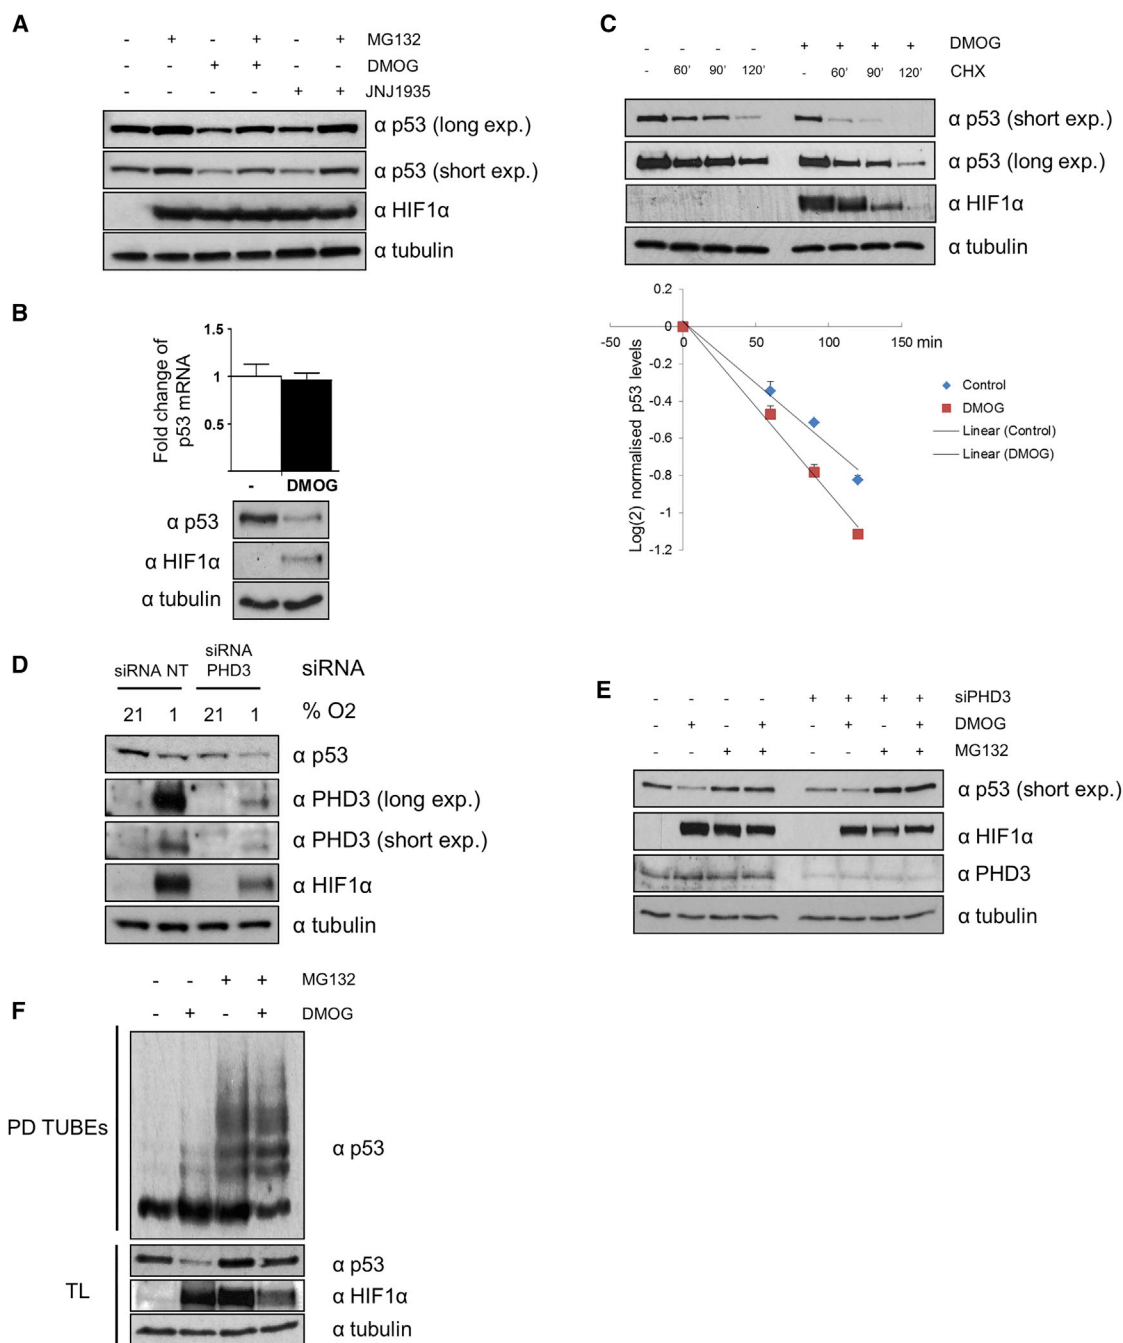 A
- + - + - + MG132
- - + + - - DMOG
- - - - + + JNJ1935
α p53 (long exp.)
α p53 (short exp.)
α HIF1α
α tubulin
B
Fold change of
p53 mRNA
1.5
1
0.5
- DMOG
α p53
α HIF1α
α tubulin
C
- - - - + + + + DMOG
- 60' 90' 120' - 60' 90' 120' CHX
α p53 (short exp.)
α p53 (long exp.)
α HIF1α
α tubulin
Log(2) normalised p53 levels
0.2
0
-0.2
-0.4
-0.6
-0.8
-1
-1.2
-50 0 50 100 150 min
Control
DMOG
Linear (Control)
Linear (DMOG)
D
siRNA NT siRNA PHD3 siRNA
21 1 21 1 % O2
α p53
α PHD3 (long exp.)
α PHD3 (short exp.)
α HIF1α
α tubulin
E
- - - - + + + + siPHD3
- + - + - + - + DMOG
- - + + - - + + MG132
α p53 (short exp.)
α HIF1α
α PHD3
α tubulin
F
- - + + MG132
- + - + DMOG
PD TUBEs
α p53
TL
α p53
α HIF1α
α tubulin